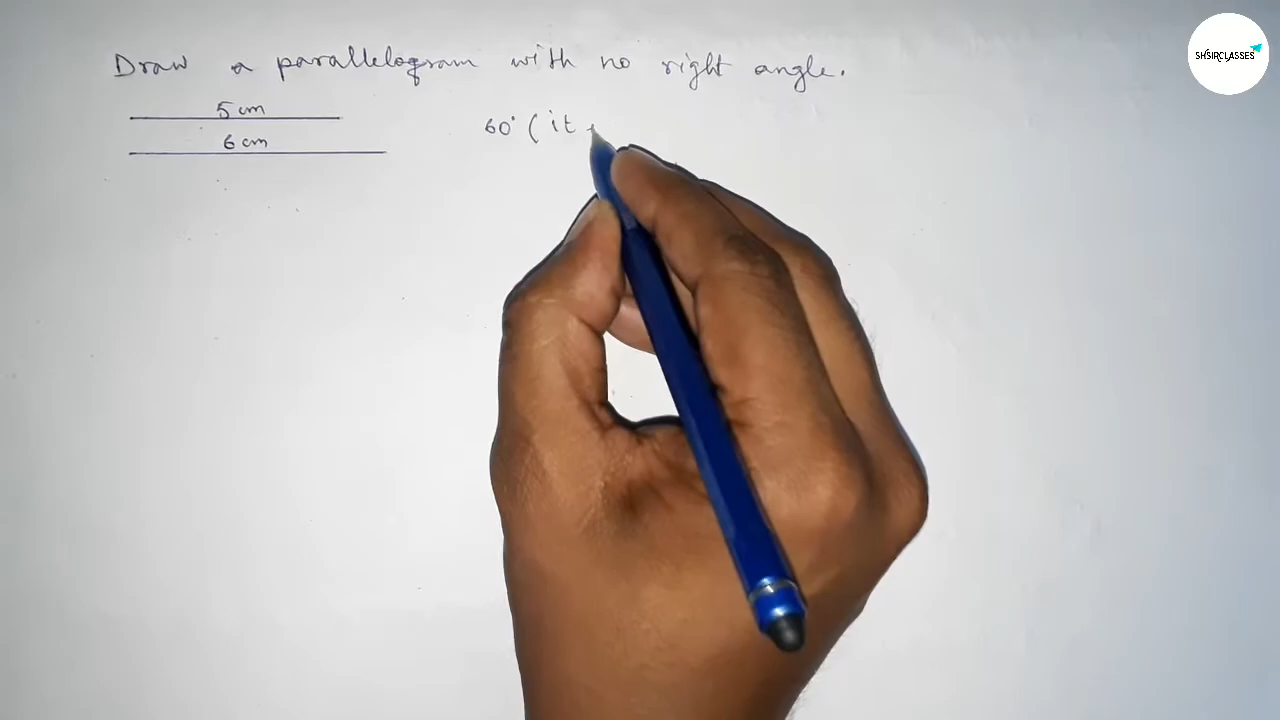 Draw a parallelogram with no right angle.
5 cm
6 cm
60° ( it
SHSIRCLASSES